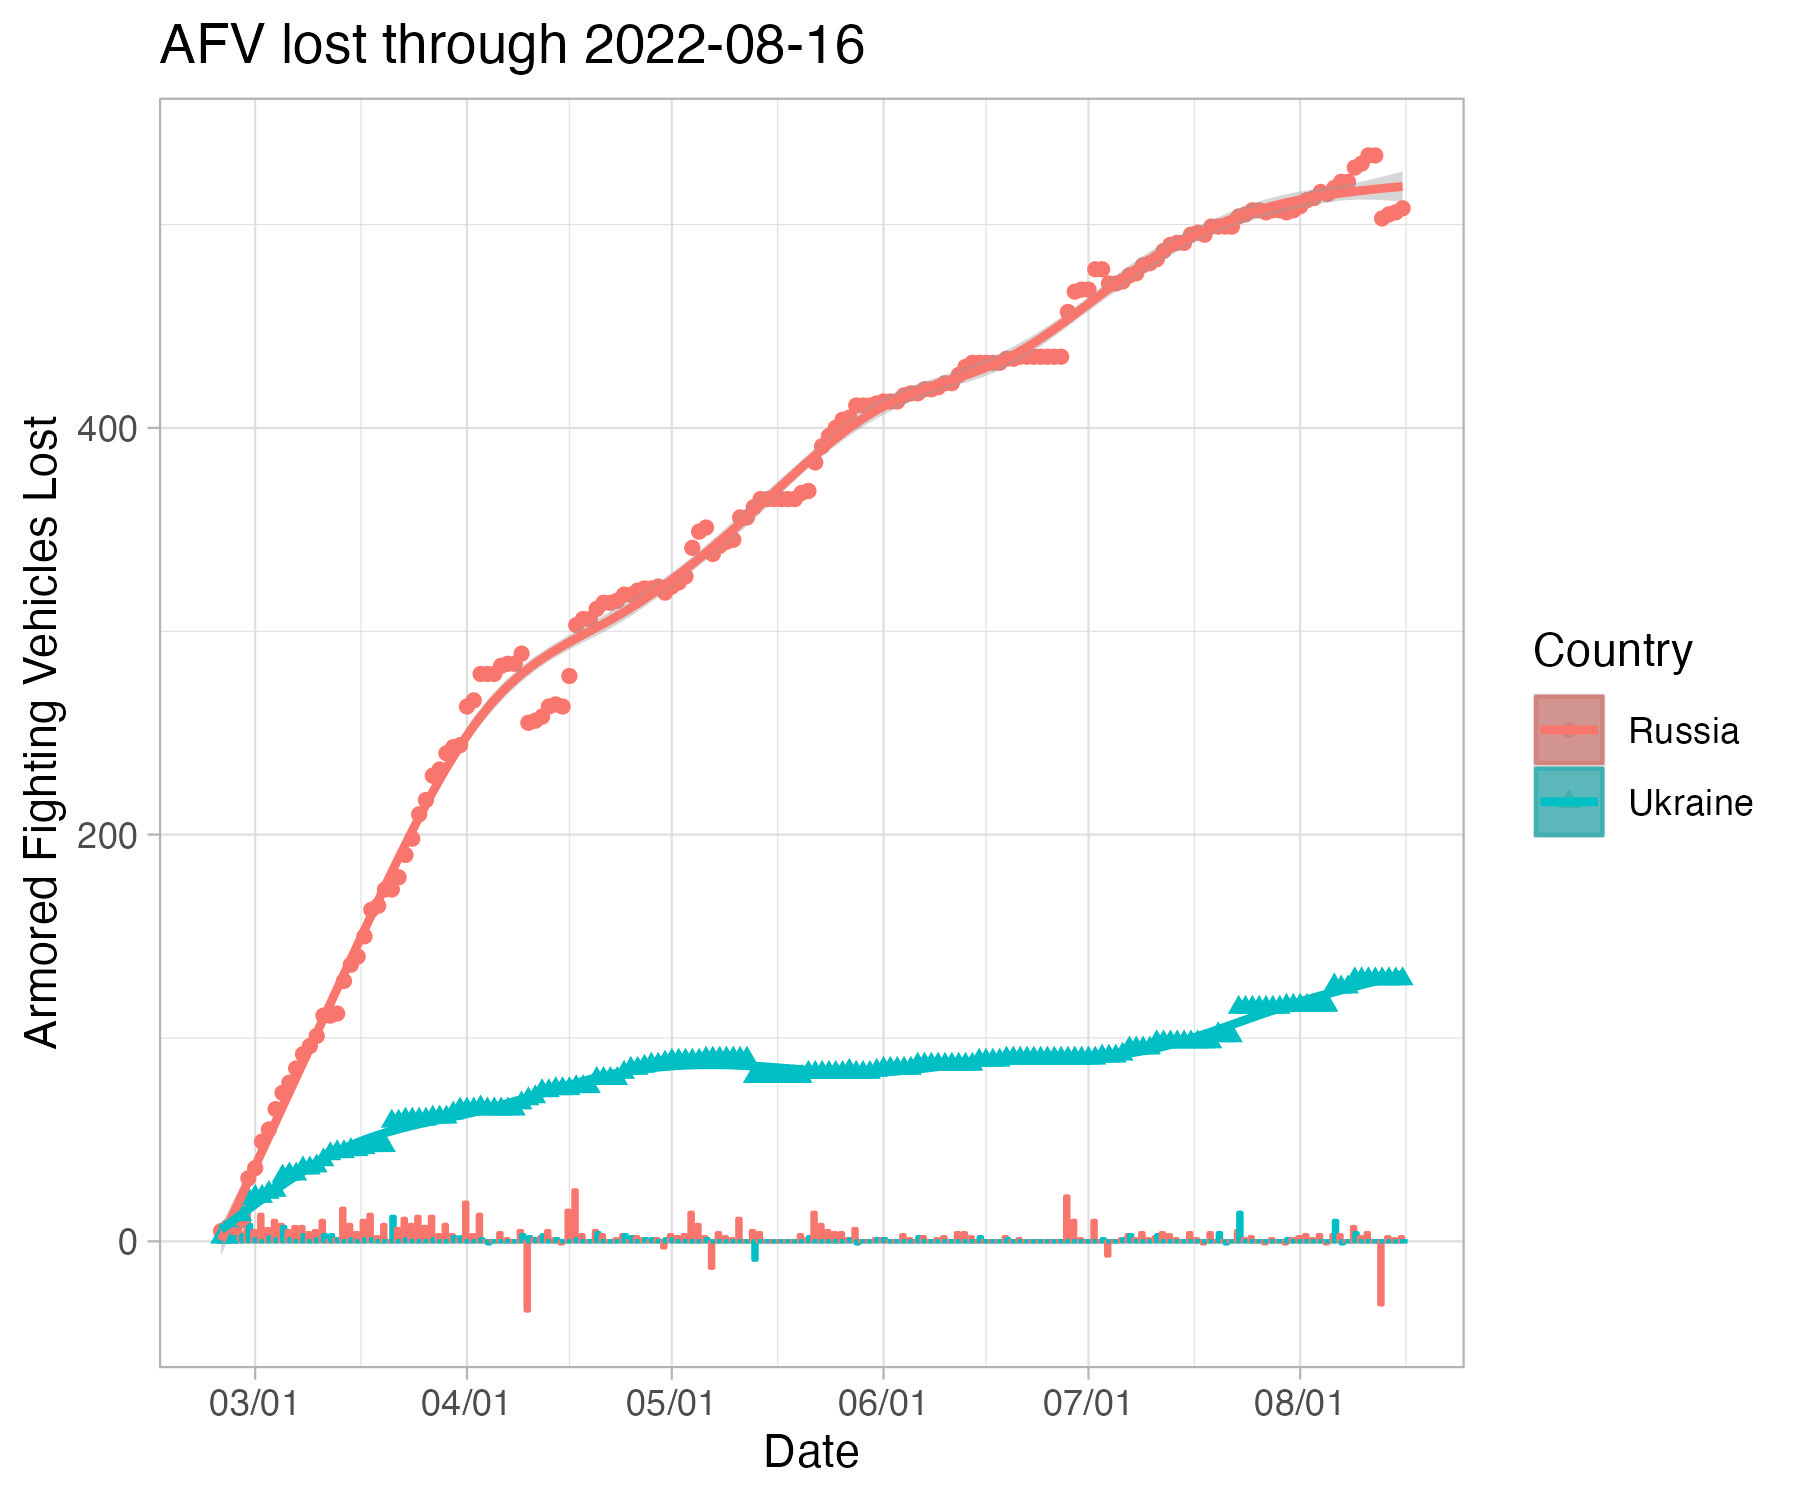 AFV lost through 2022-08-16
Armored Fighting Vehicles Lost
400
200
0
03/01 04/01 05/01 06/01 07/01 08/01
Date
Country
Russia
Ukraine